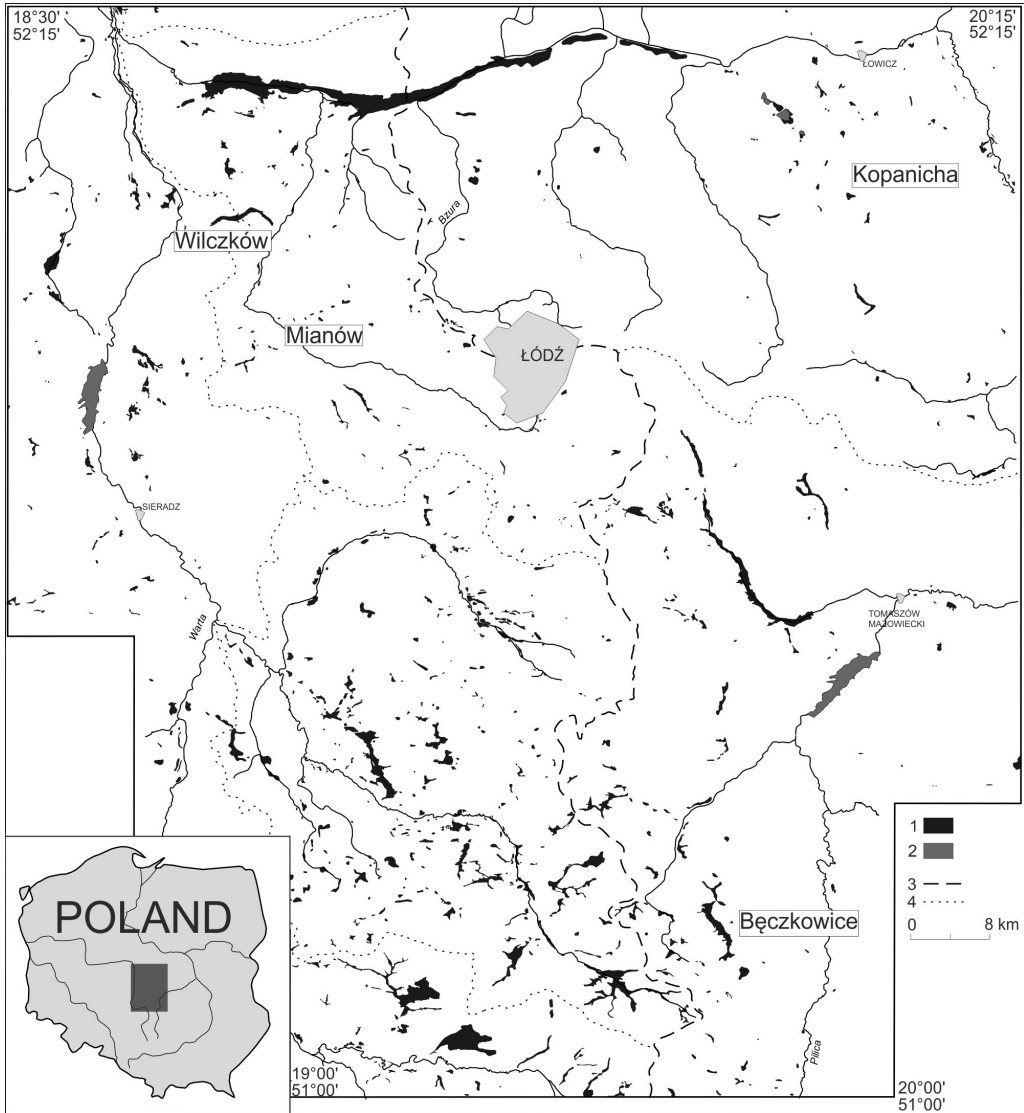 18°30'
52°15'
20°15'
52°15'
ŁOWICZ
Kopanicha
Bzura
Wilczków
Mianów
ŁÓDŹ
SIERADZ
TOMASZÓW
MAZOWIECKI
Warta
1
2
3
4
0 8 km
POLAND
Bęczkowice
Pilica
19°00'
51°00'
20°00'
51°00'